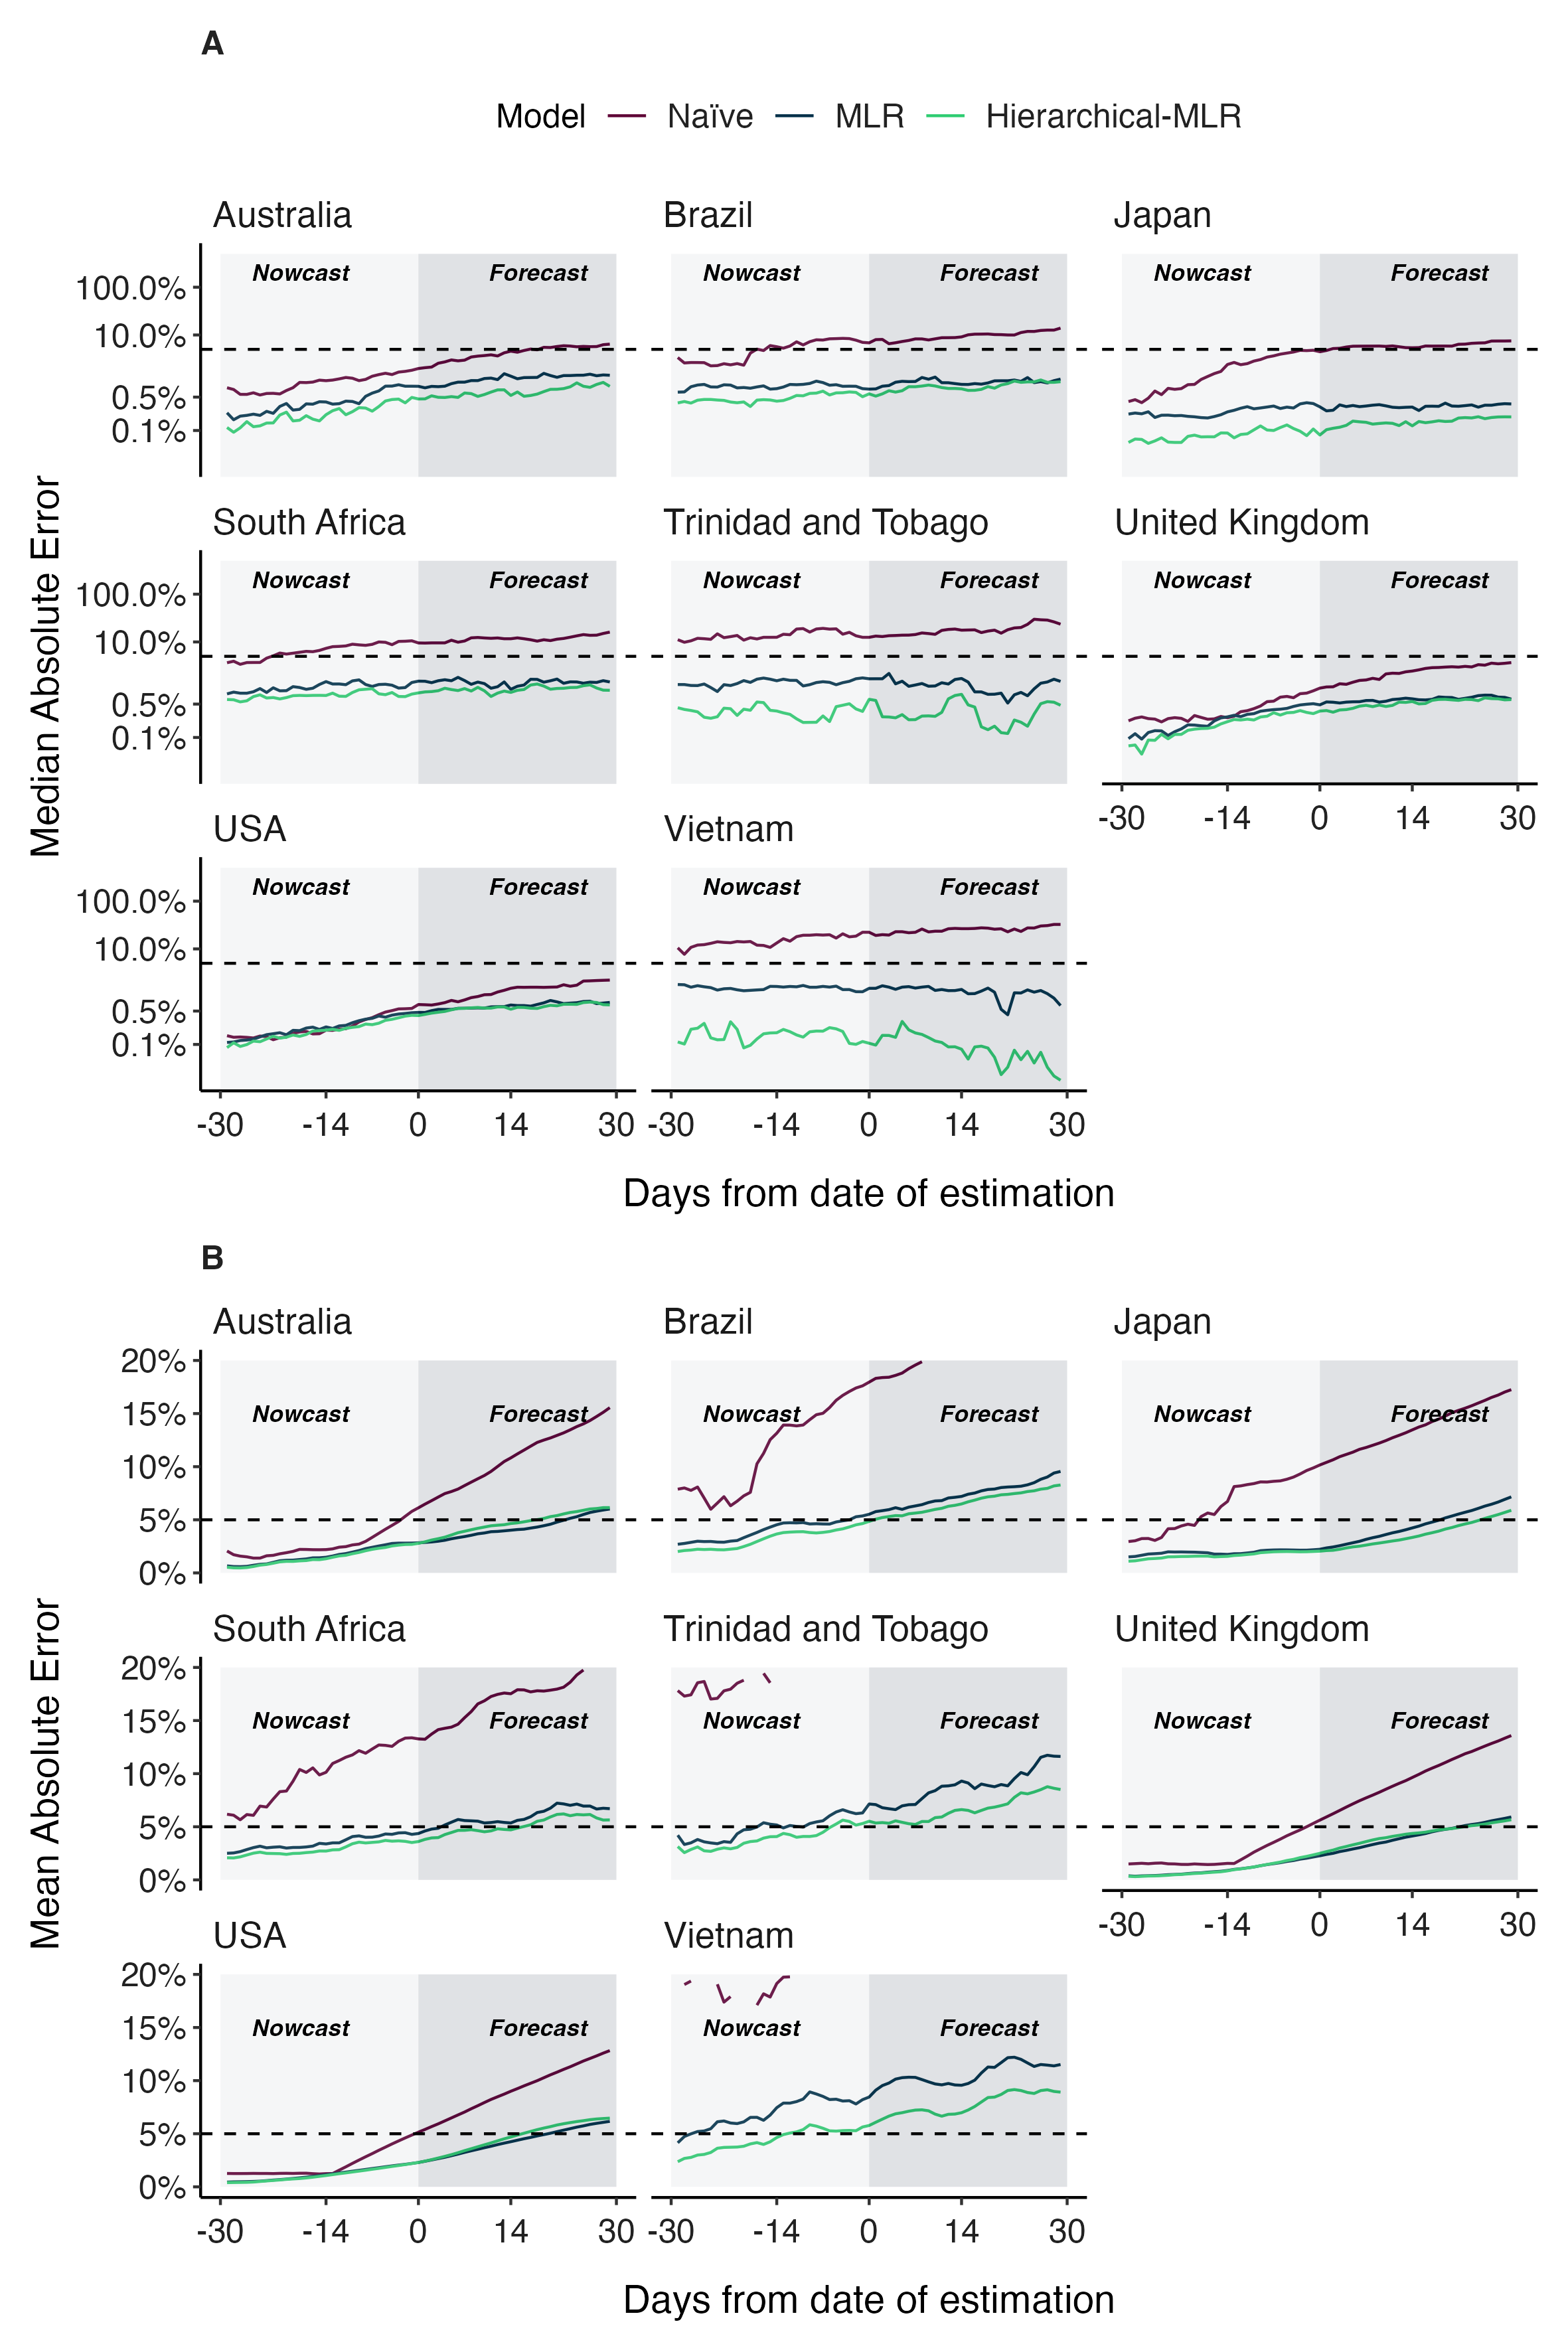 A
Model Naïve MLR Hierarchical-MLR
Australia Brazil Japan
Nowcast Forecast Nowcast Forecast Nowcast Forecast
100.0%
10.0%
0.5%
0.1%
South Africa Trinidad and Tobago United Kingdom
Nowcast Forecast Nowcast Forecast Nowcast Forecast
100.0%
10.0%
0.5%
0.1%
-30 -14 0 14 30
USA Vietnam
Nowcast Forecast Nowcast Forecast
100.0%
10.0%
0.5%
0.1%
-30 -14 0 14 30 -30 -14 0 14 30
Median Absolute Error
Days from date of estimation
B
Australia Brazil Japan
20%
15%
10%
5%
0%
Nowcast Forecast Nowcast Forecast Nowcast Forecast
South Africa Trinidad and Tobago United Kingdom
20%
15%
10%
5%
0%
Nowcast Forecast Nowcast Forecast Nowcast Forecast
-30 -14 0 14 30
USA Vietnam
20%
15%
10%
5%
0%
Nowcast Forecast Nowcast Forecast
-30 -14 0 14 30 -30 -14 0 14 30
Mean Absolute Error
Days from date of estimation